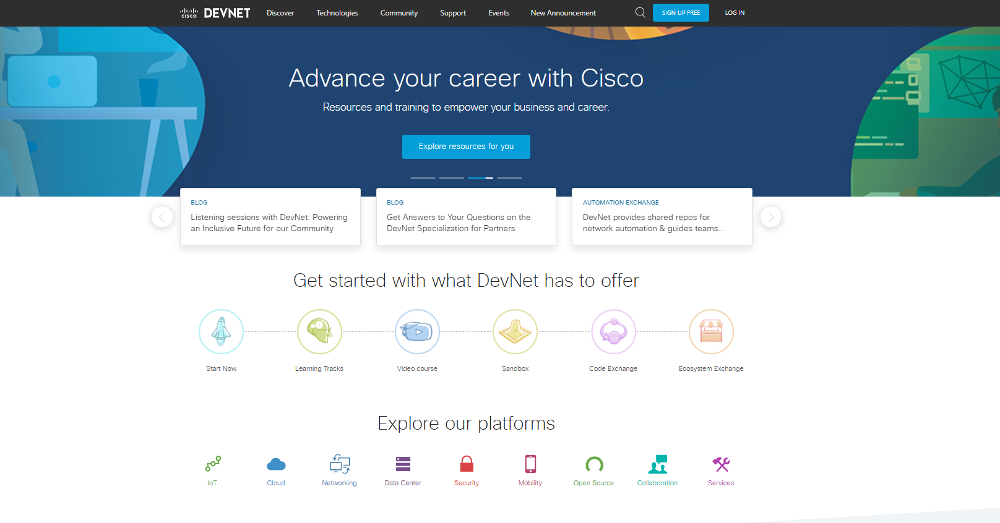 cisco DEVNET Discover Technologies Community Support Events New Announcement SIGN UP FREE LOG IN
Advance your career with Cisco
Resources and training to empower your business and career.
Explore resources for you
BLOG
Listening sessions with DevNet: Powering
an Inclusive Future for our Community
BLOG
Get Answers to Your Questions on the
DevNet Specialization for Partners
AUTOMATION EXCHANGE
DevNet provides shared repos for
network automation & guides teams...
Get started with what DevNet has to offer
Start Now Learning Tracks Video course Sandbox Code Exchange Ecosystem Exchange
Explore our platforms
IoT Cloud Networking Data Center Security Mobility Open Source Collaboration Services